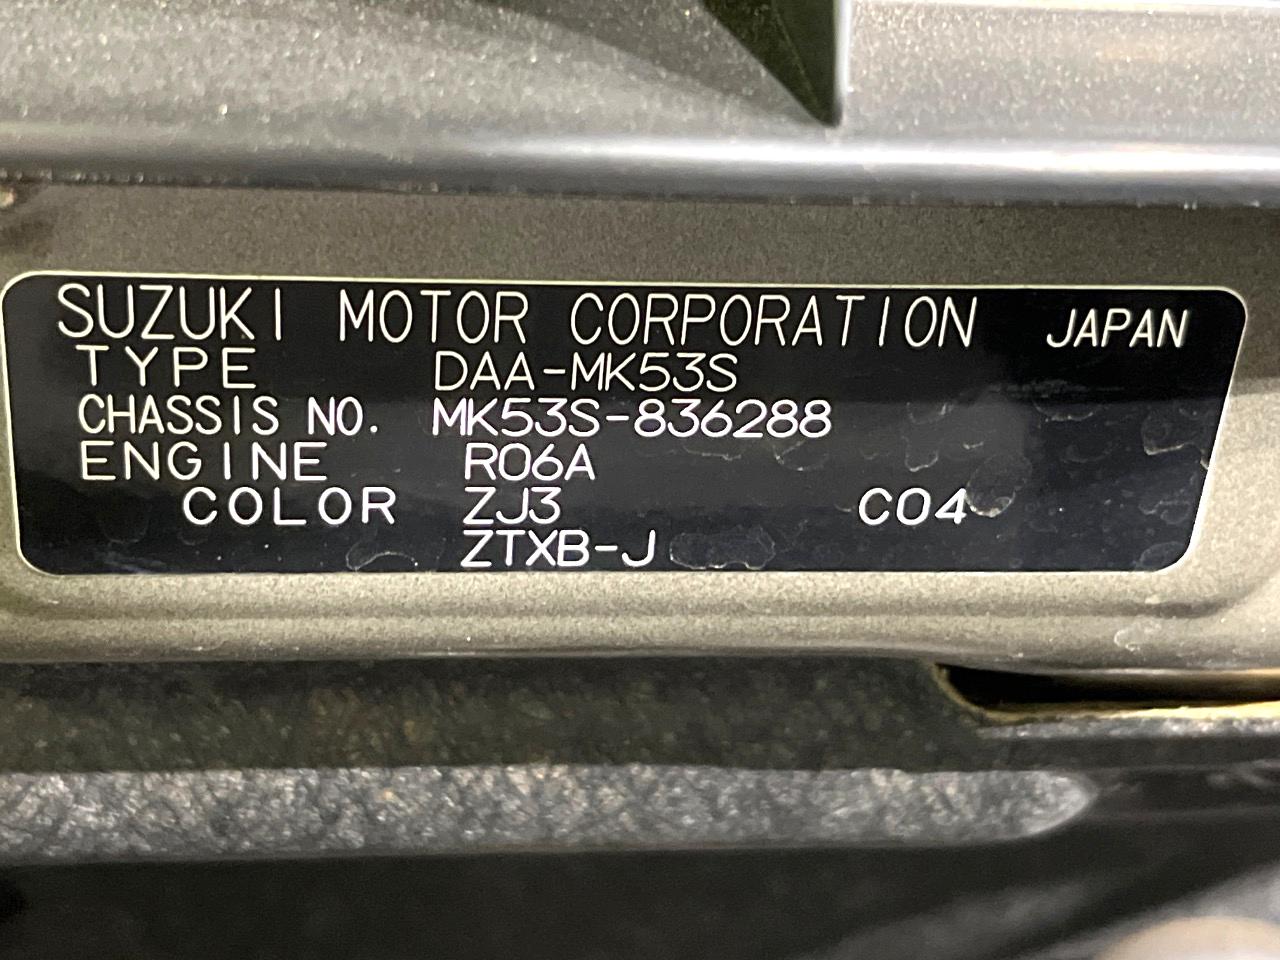 SUZUKI MOTOR CORPORATION JAPAN
TYPE DAA-MK53S
CHASSIS NO. MK53S-836288
ENGINE R06A
COLOR ZJ3 C04
ZTXB-J